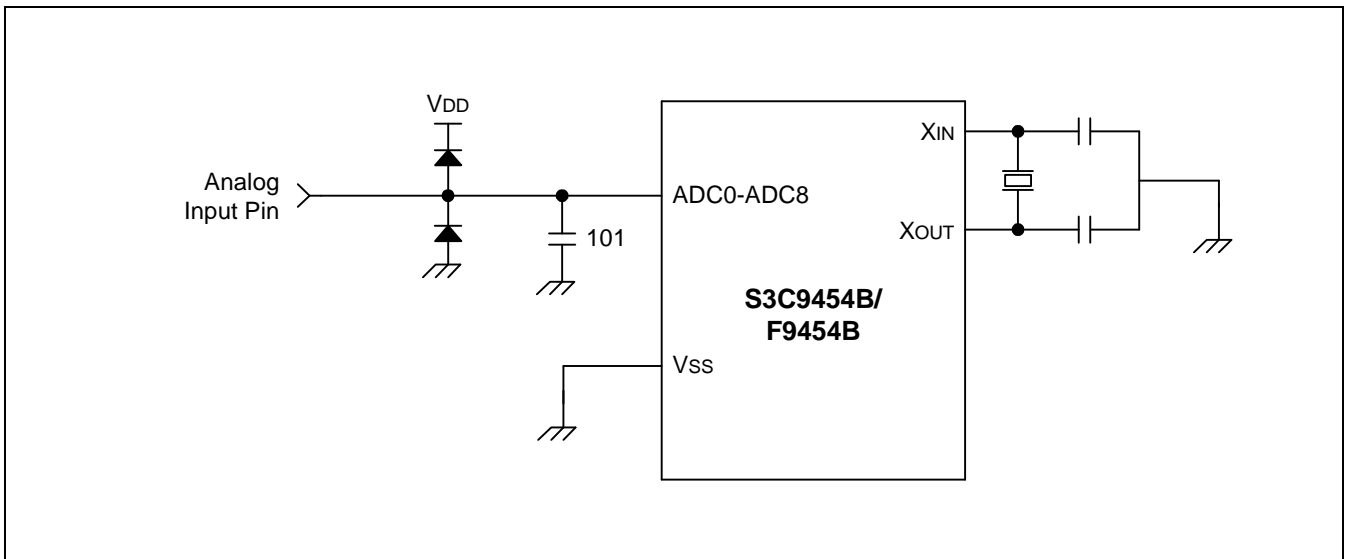 VDD
Analog
Input Pin
ADC0-ADC8
101
XIN
XOUT
S3C9454B/
F9454B
VSS